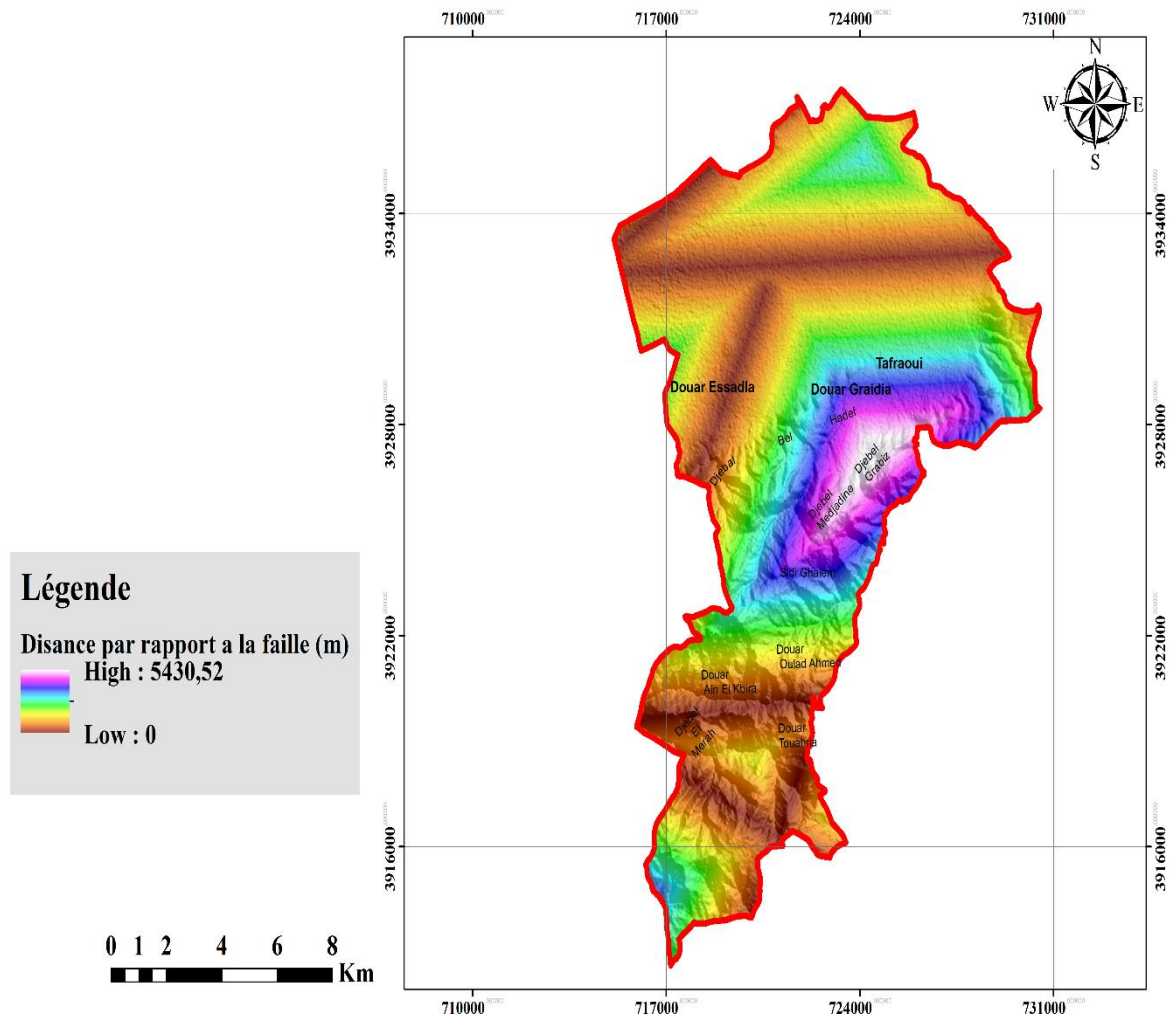 710000 717000 724000 731000
N
W E
S
3934000 3934000
3928000 3928000
3922000 3922000
3916000 3916000
Tafraoui
Douar Essadla
Douar Graidia
Hadef
Bel
Djebal
Djebel
Grabiz
Djebel
Medjadine
Sidi Ghalem
Douar
Oulad Ahmed
Douar
Ain El Kbira
Djebel
El
Merah
Douar
Touahria
Légende
Disance par rapport a la faille (m)
High : 5430,52
Low : 0
0 1 2 4 6 8
Km
710000 717000 724000 731000